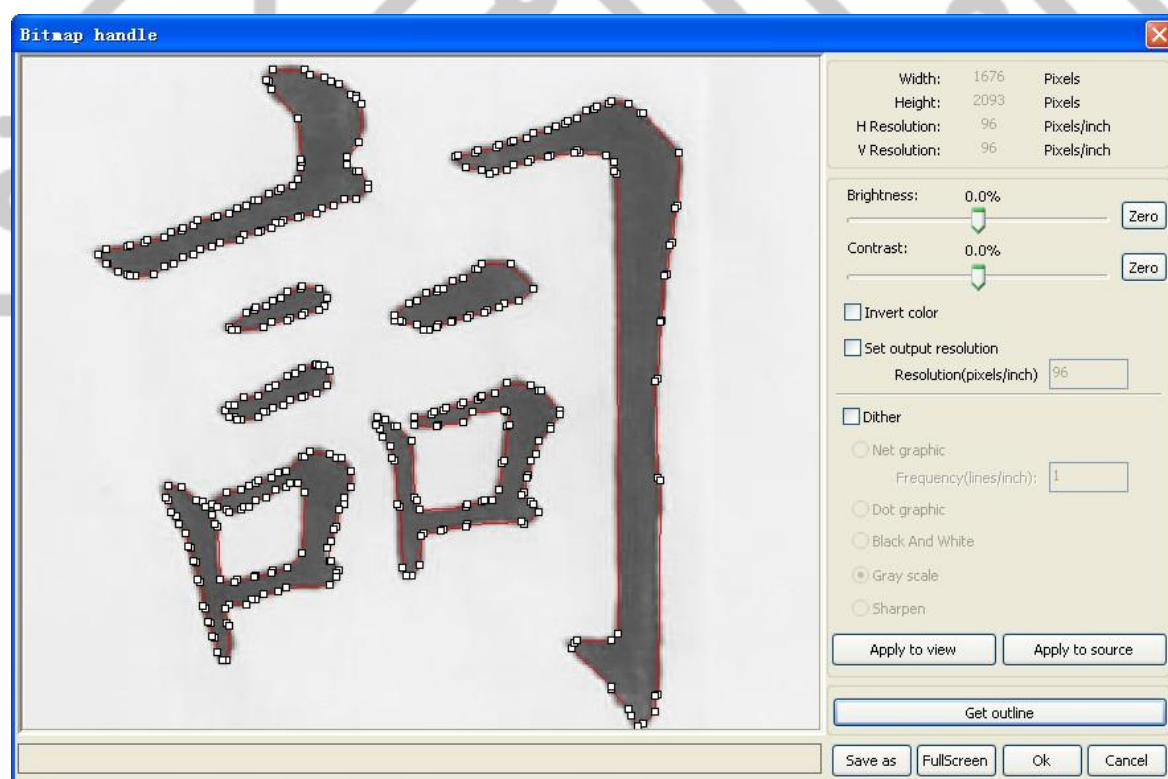 Bitmap handle
詞
Width: 1676 Pixels
Height: 2093 Pixels
H Resolution: 96 Pixels/inch
V Resolution: 96 Pixels/inch
Brightness: 0.0%
Zero
Contrast: 0.0%
Zero
Invert color
Set output resolution
Resolution(pixels/inch) 96
Dither
Net graphic
Frequency(lines/inch): 1
Dot graphic
Black And White
Gray scale
Sharpen
Apply to view Apply to source
Get outline
Save as FullScreen Ok Cancel